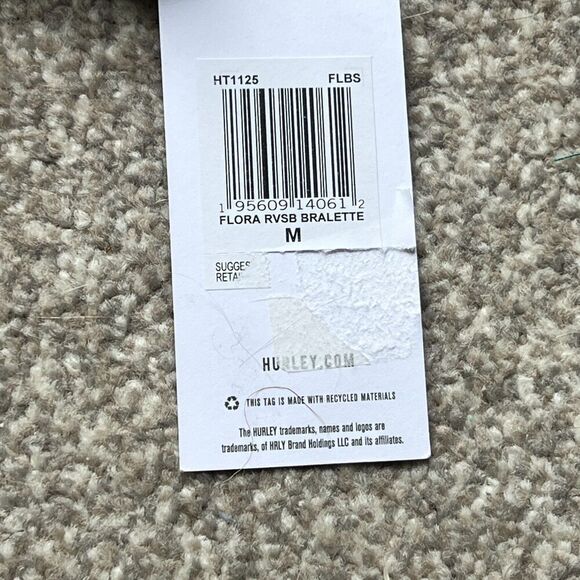 HT1125 FLBS
1 95609 14061 2
FLORA RVSB BRALETTE
M
SUGGES
RETA
HURLEY.COM
THIS TAG IS MADE WITH RECYCLED MATERIALS
The HURLEY trademarks, names and logos are
trademarks, of HRLY Brand Holdings LLC and its affiliates.